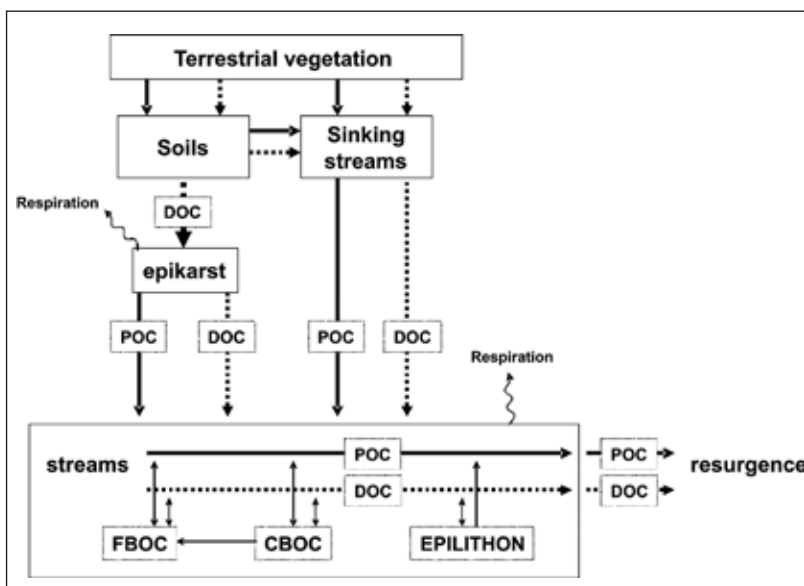 Terrestrial vegetation
Soils
Sinking
streams
Respiration
DOC
epikarst
POC
DOC
POC
DOC
Respiration
streams
POC
POC
resurgence
DOC
DOC
FBOC
CBOC
EPILITHON